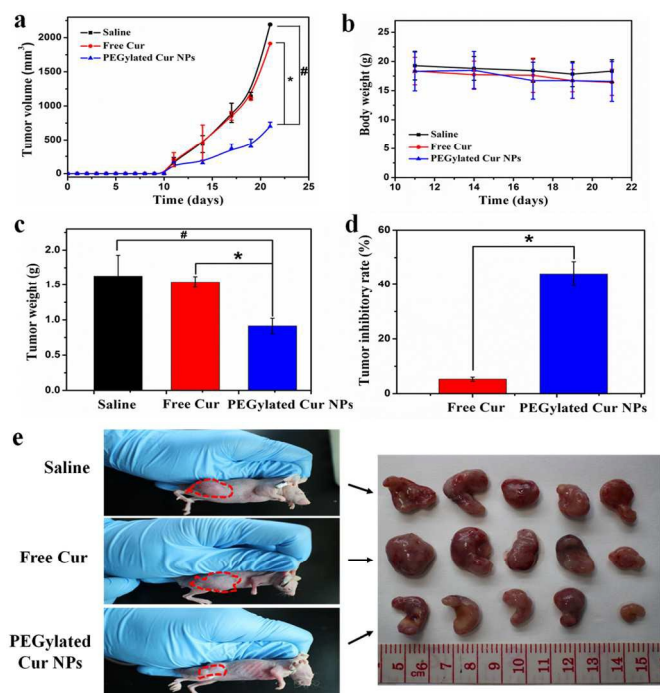 a
Tumor volume (mm3)
2000
1500
1000
500
0
Saline
Free Cur
PEGylated Cur NPs
*
#
0
5
10
15
20
25
Time (days)
b
Body weight (g)
40
30
20
10
0
Saline
Free Cur
PEGylated Cur NPs
10
12
14
16
18
20
22
Time (days)
c
Tumor weight (g)
2.0
1.5
1.0
0.5
0.0
#
*
Saline
Free Cur
PEGylated Cur NPs
d
Tumor inhibitory rate (%)
60
40
20
0
*
Free Cur
PEGylated Cur NPs
e
Saline
Free Cur
PEGylated
Cur NPs
5 6 7 8 9 10 11 12 13 14 15